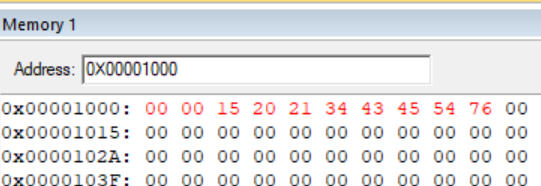 Memory 1
Address: 0X00001000
0x00001000: 00 00 15 20 21 34 43 45 54 76 00
0x00001015: 00 00 00 00 00 00 00 00 00 00 00
0x0000102A: 00 00 00 00 00 00 00 00 00 00 00
0x0000103F: 00 00 00 00 00 00 00 00 00 00 00